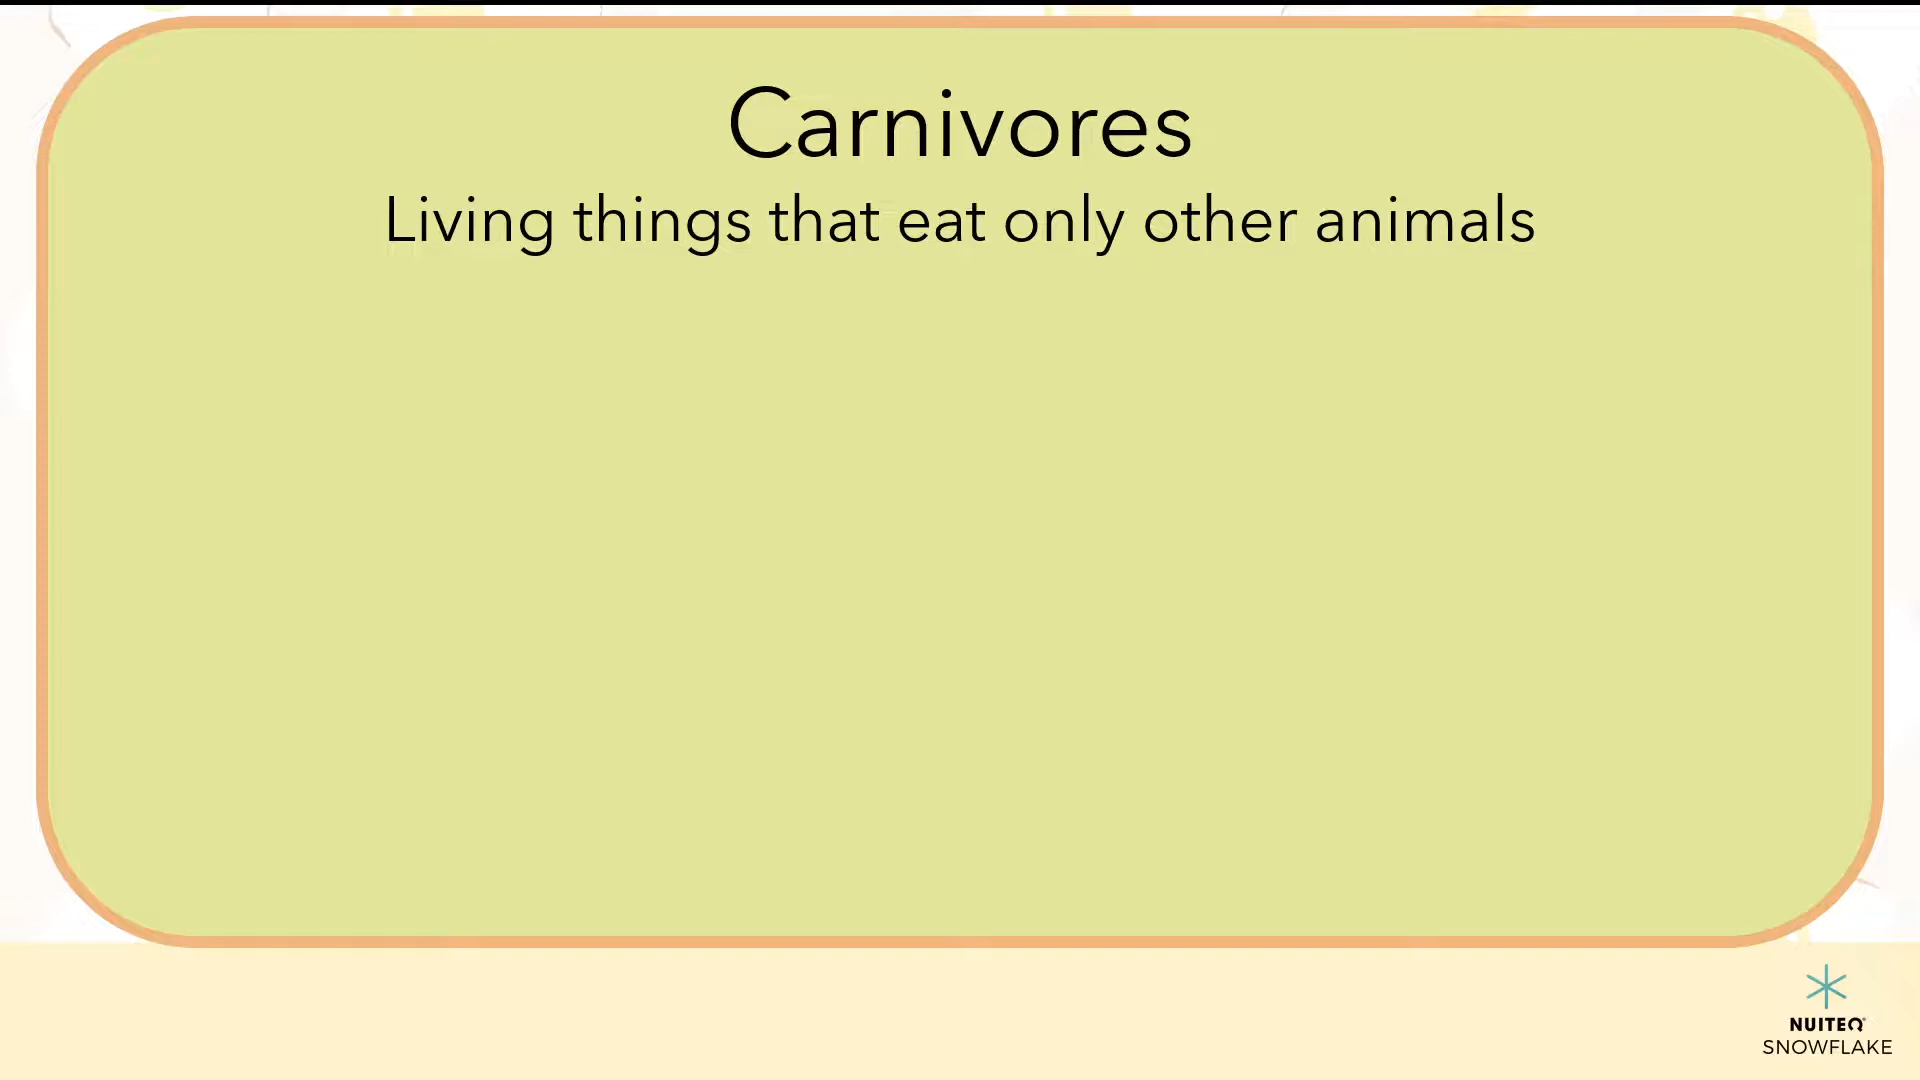 Carnivores
Living things that eat only other animals
NUITEQ
SNOWFLAKE